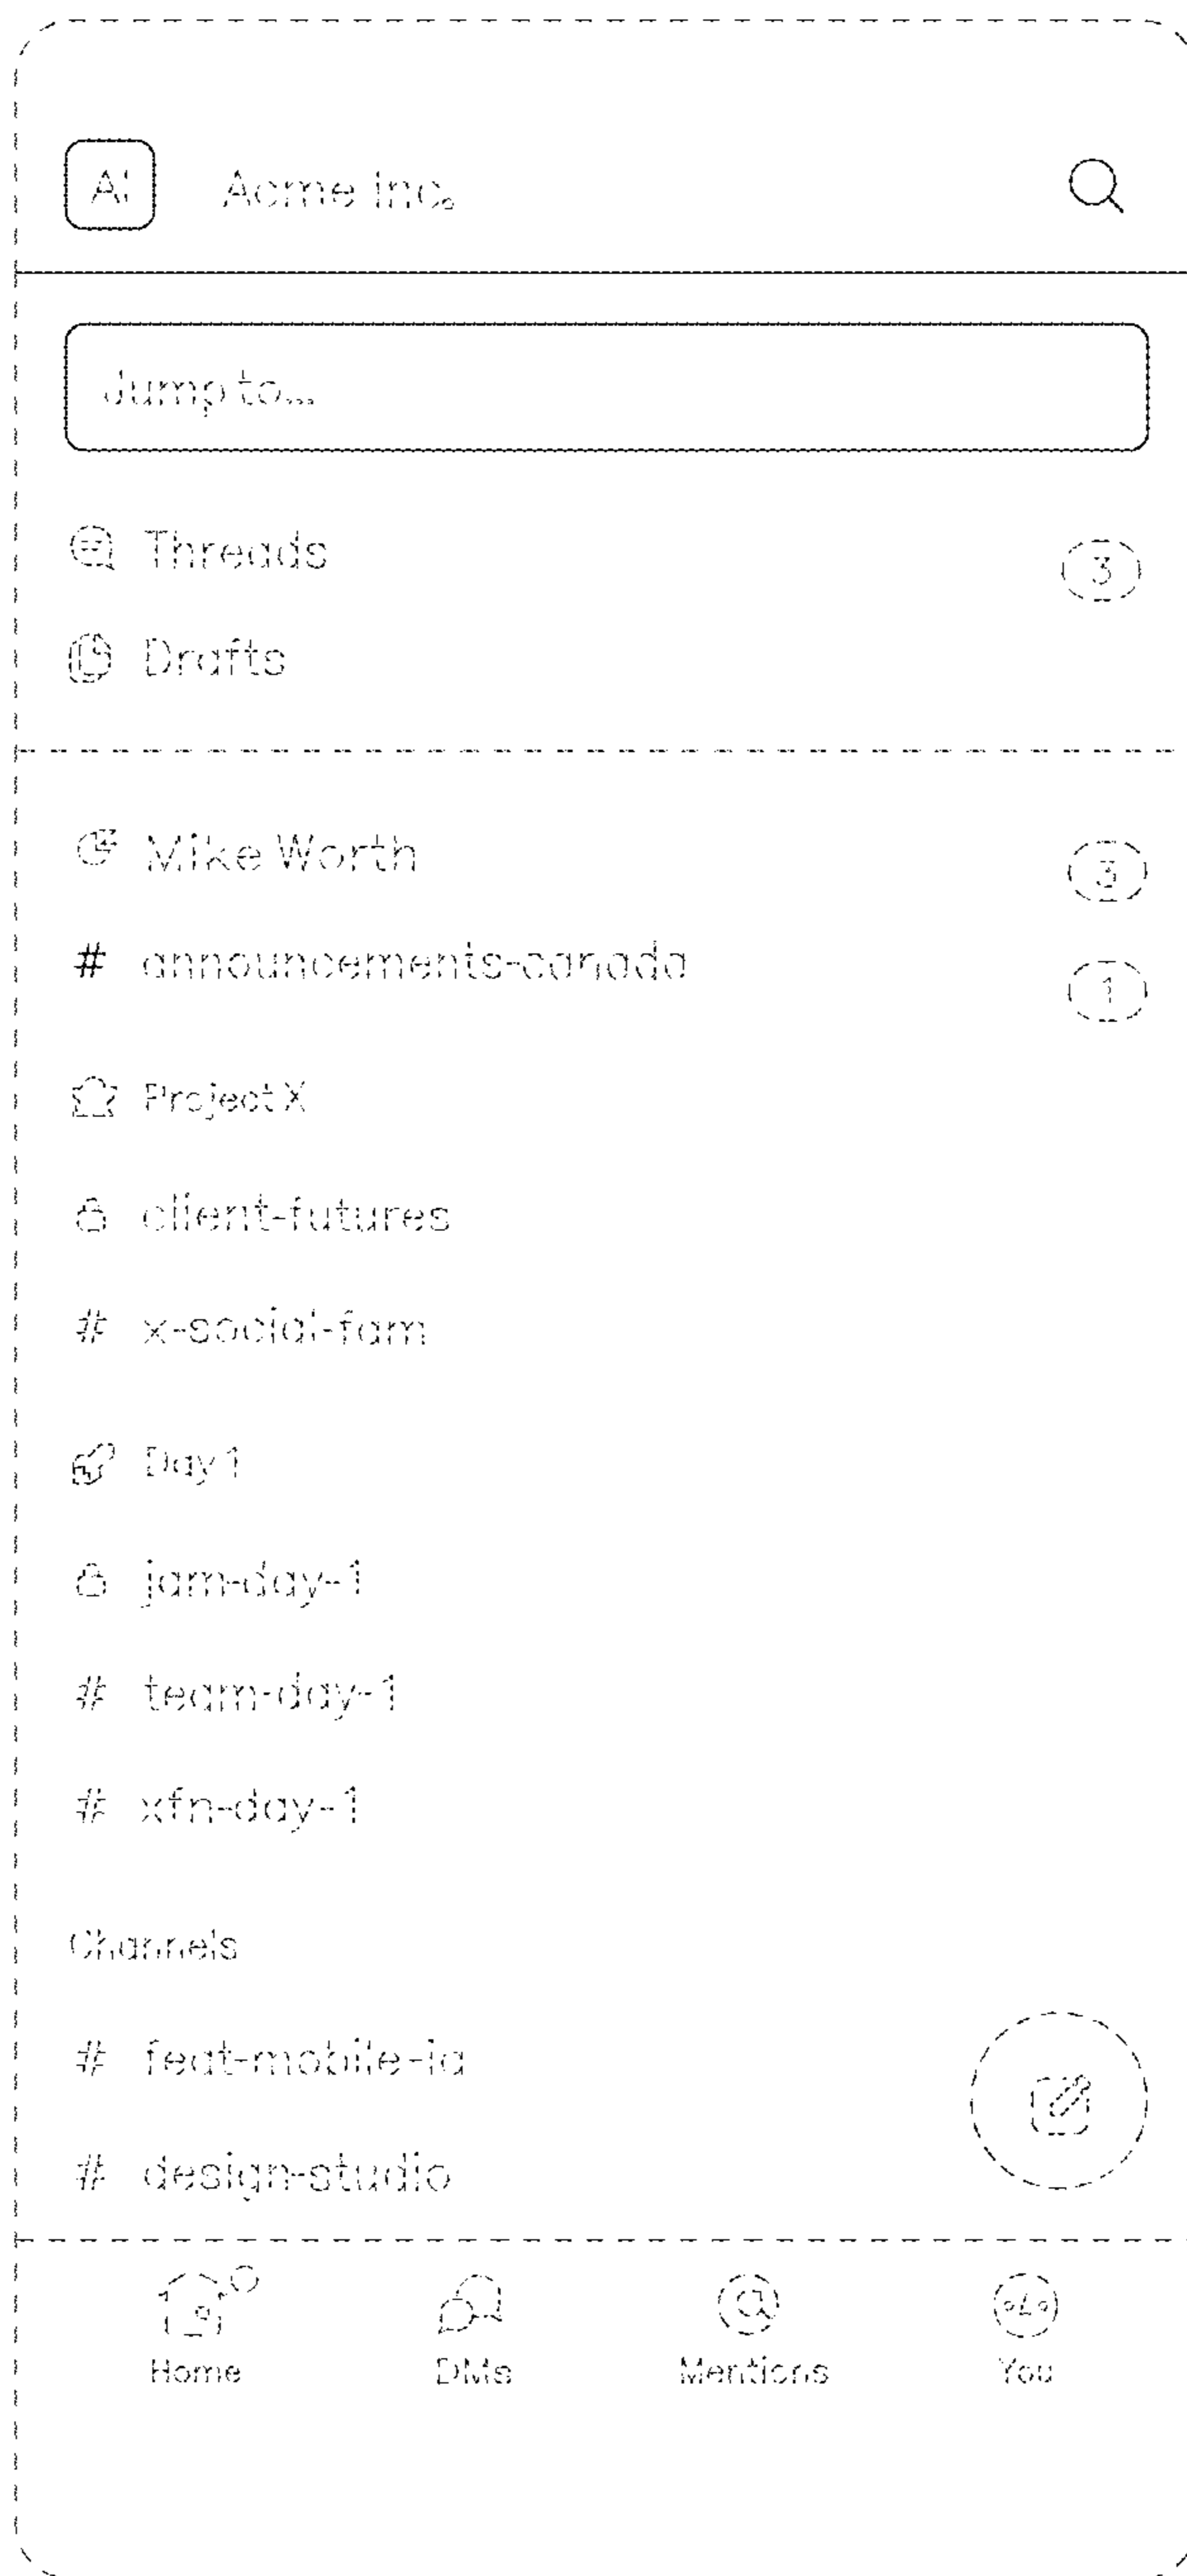 AI Acme Inc.
Jump to...
Threads 3
Drafts
Mike Worth 3
# announcements-canada 1
Project X
client-futures
# x-social-fam
Day 1
jam-day-1
# team-day-1
# xfn-day-1
Channels
# feat-mobile-ia
# design-studio
Home DMs Mentions You